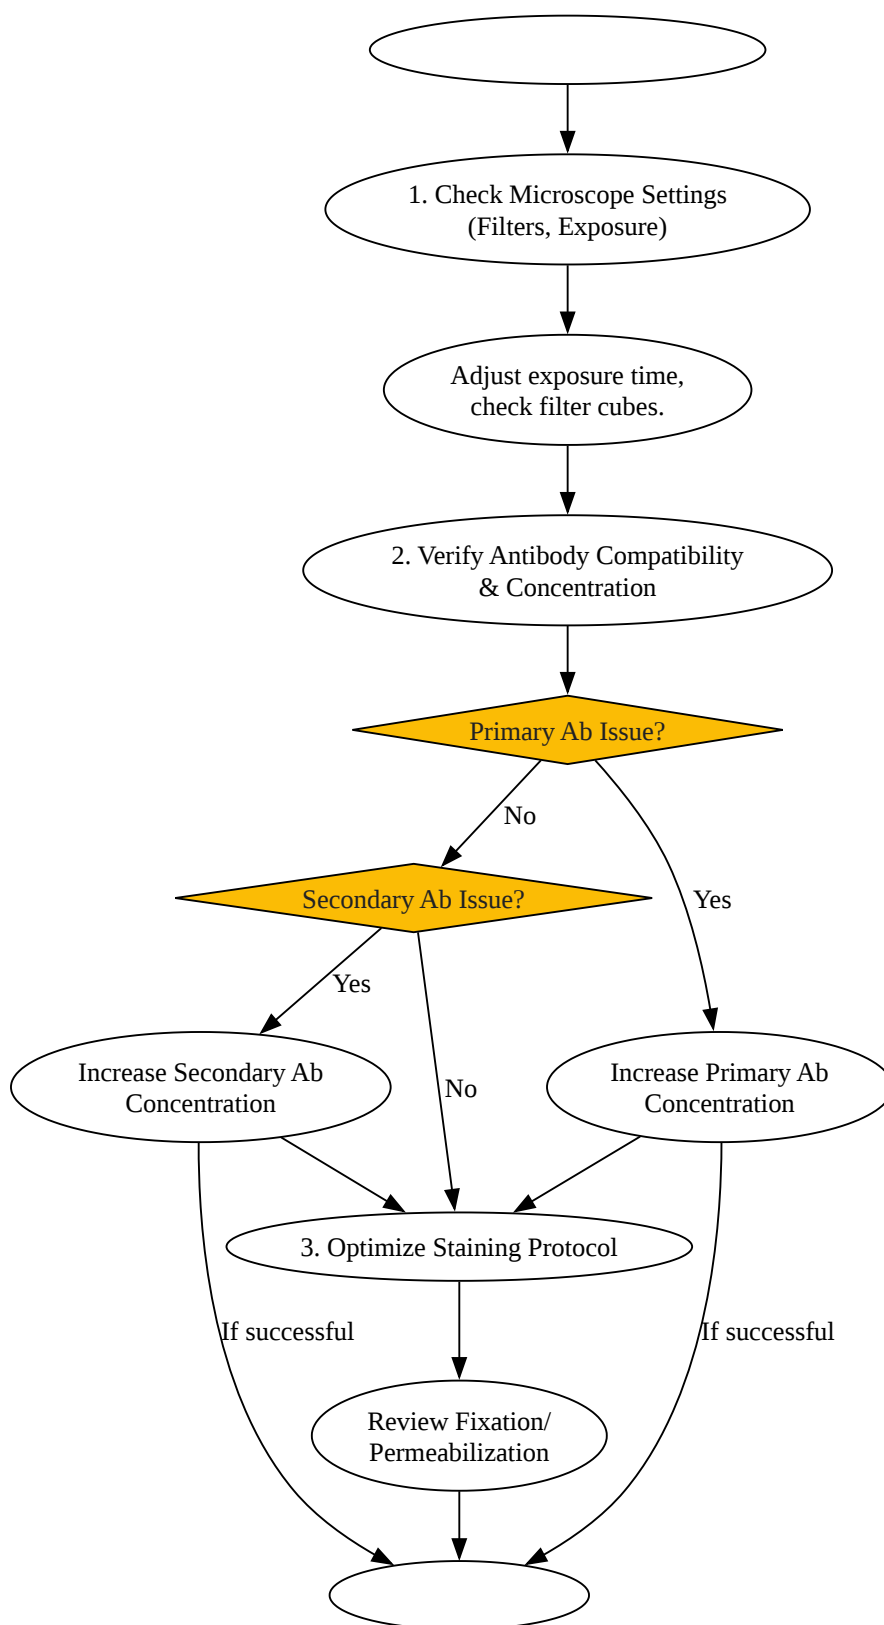 1. Check Microscope Settings
(Filters, Exposure)
Adjust exposure time,
check filter cubes.
2. Verify Antibody Compatibility
& Concentration
Primary Ab Issue?
No
Secondary Ab Issue?
Yes
Yes
Increase Secondary Ab
Concentration
No
Increase Primary Ab
Concentration
3. Optimize Staining Protocol
If successful
If successful
Review Fixation/
Permeabilization